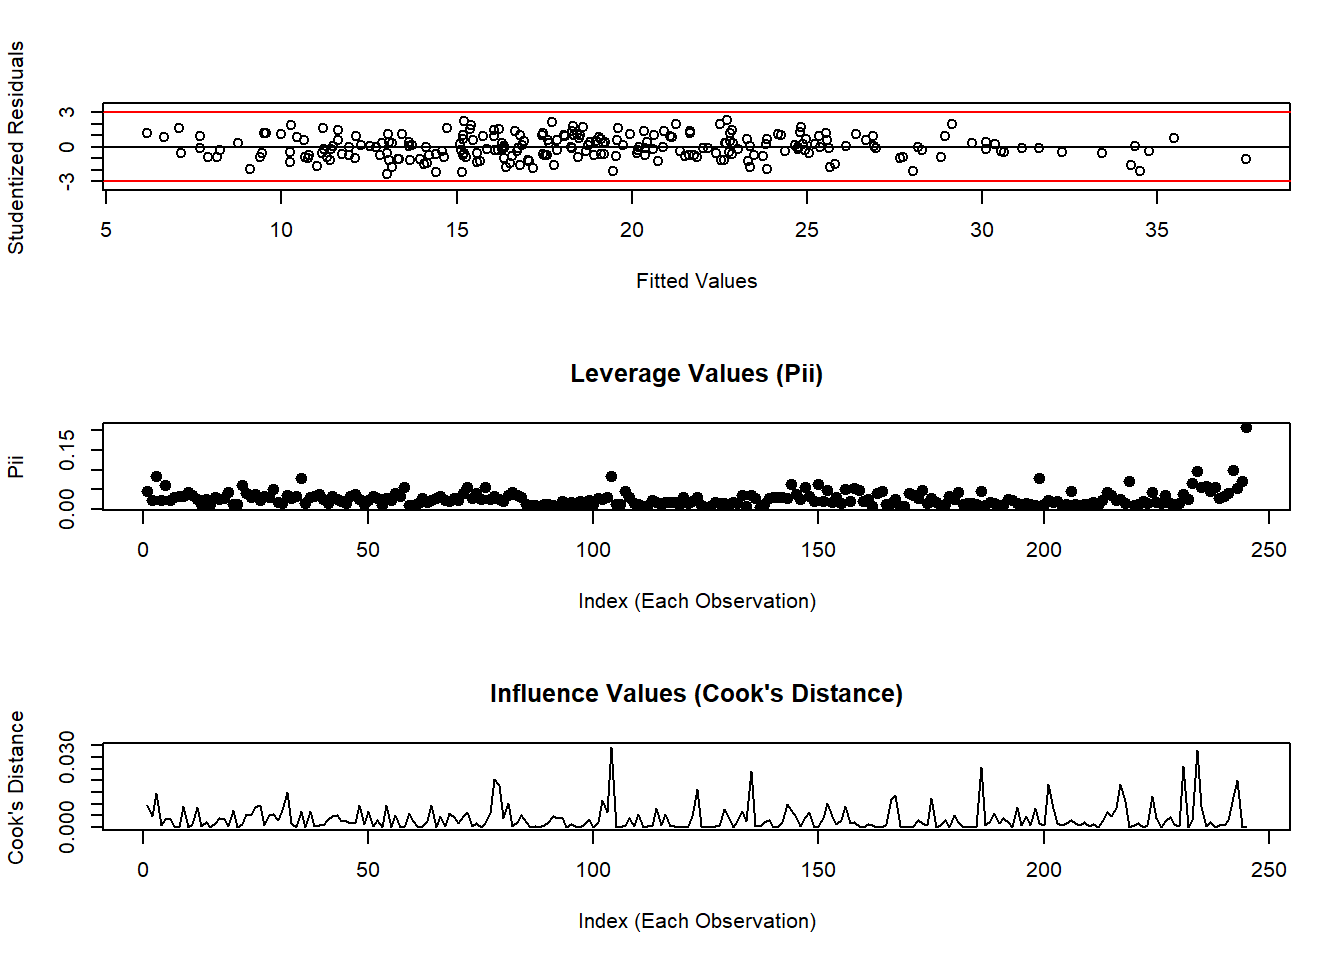 Studentized Residuals
3
0
-3
5 10 15 20 25 30 35
Fitted Values
Leverage Values (Pii)
Pii
0.15
0.00
0 50 100 150 200 250
Index (Each Observation)
Influence Values (Cook's Distance)
Cook's Distance
0.030
0.000
0 50 100 150 200 250
Index (Each Observation)